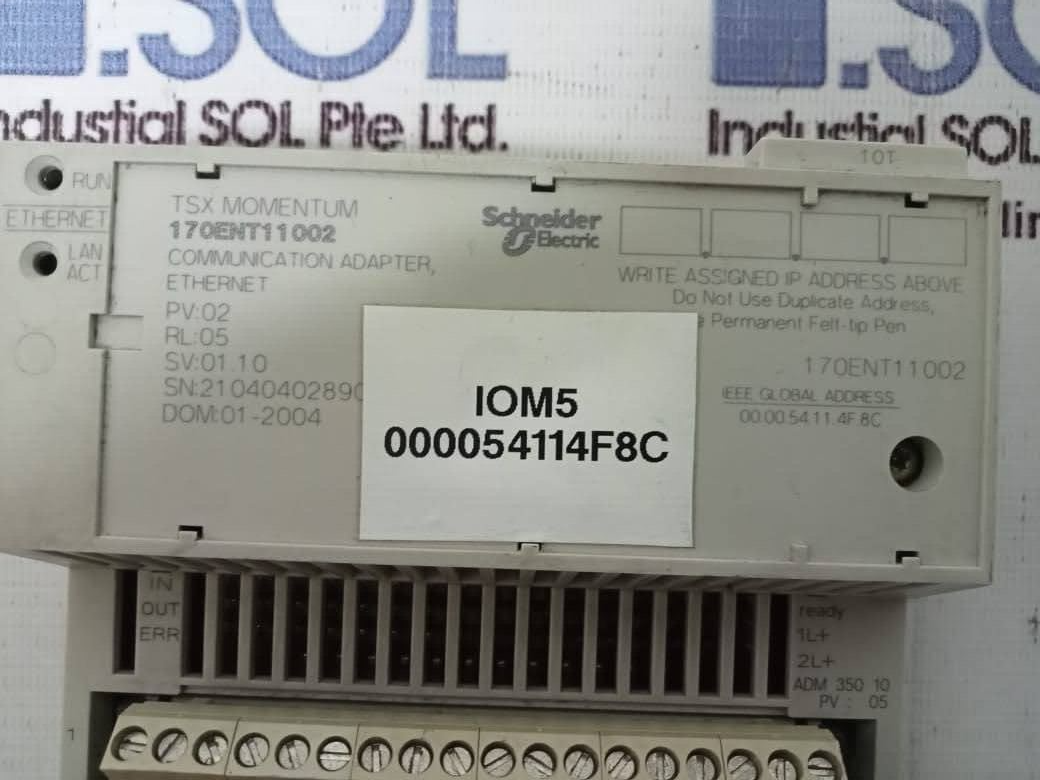 .SOL
.SO
ndustial SOL Pte Ltd.
Industial SOL
TOT
RUN
ETHERNET
LAN
ACT
TSX MOMENTUM
170ENT11002
COMMUNICATION ADAPTER,
ETHERNET
PV:02
RL:05
SV:01.10
SN:21040402890
DOM:01-2004
Schneider
Electric
WRITE ASSIGNED IP ADDRESS ABOVE
Do Not Use Duplicate Address,
Permanent Felt-tip Pen
170ENT11002
IEEE GLOBAL ADDRESS
00.00.54.11.4F.8C
IOM5
000054114F8C
IN
OUT
ERR
ready
1L+
2L+
ADM 350 10
PV : 05
1